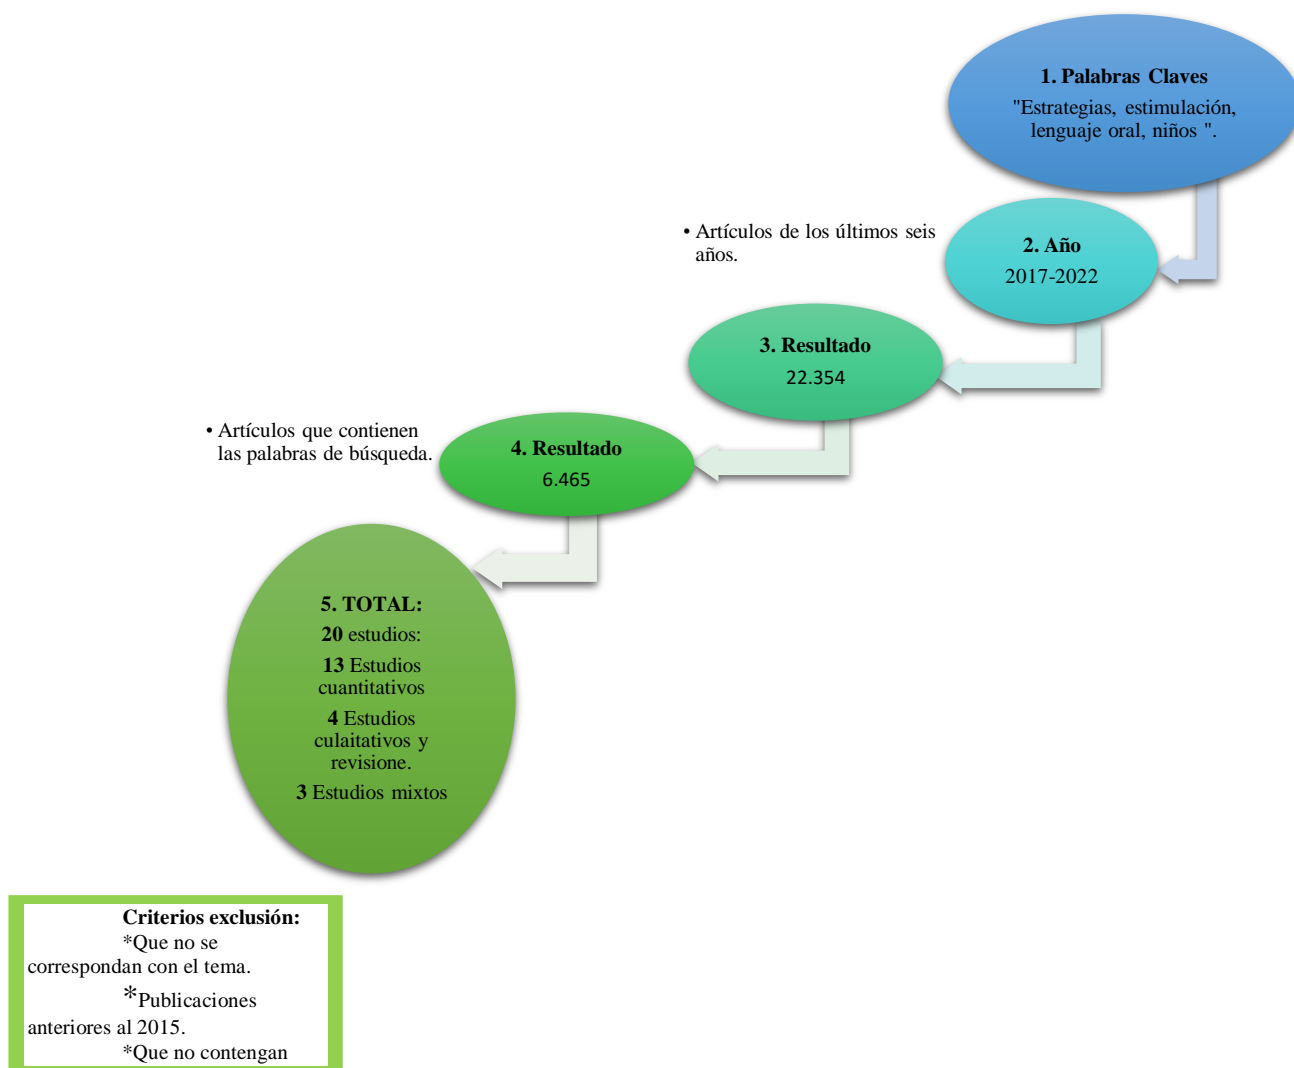 1. Palabras Claves
"Estrategias, estimulación,
lenguaje oral, niños ".
• Artículos de los últimos seis
años.
2. Año
2017-2022
3. Resultado
22.354
• Artículos que contienen
las palabras de búsqueda.
4. Resultado
6.465
5. TOTAL:
20 estudios:
13 Estudios
cuantitativos
4 Estudios
culaitativos y
revisione.
3 Estudios mixtos
Criterios exclusión:
*Que no se
correspondan con el tema.
*Publicaciones
anteriores al 2015.
*Que no contengan